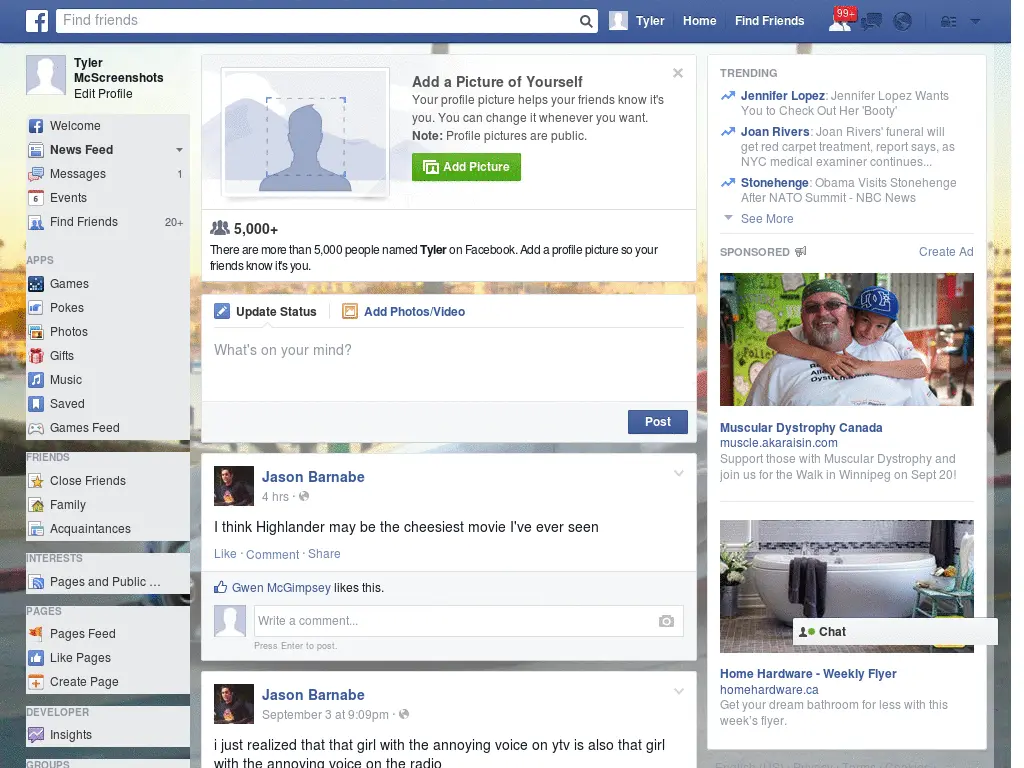 Find friends
Tyler
Home
Find Friends
99+
Tyler
McScreenshots
Edit Profile
Welcome
News Feed
Messages 1
Events
Find Friends 20+
APPS
Games
Pokes
Photos
Gifts
Music
Saved
Games Feed
FRIENDS
Close Friends
Family
Acquaintances
INTERESTS
Pages and Public ...
PAGES
Pages Feed
Like Pages
Create Page
DEVELOPER
Insights
GROUPS
Add a Picture of Yourself
Your profile picture helps your friends know it's
you. You can change it whenever you want.
Note: Profile pictures are public.
Add Picture
5,000+
There are more than 5,000 people named Tyler on Facebook. Add a profile picture so your
friends know it's you.
Update Status
Add Photos/Video
What's on your mind?
Post
Jason Barnabe
4 hrs ·
I think Highlander may be the cheesiest movie I've ever seen
Like · Comment · Share
Gwen McGimpsey likes this.
Write a comment...
Press Enter to post.
Jason Barnabe
September 3 at 9:09pm ·
i just realized that that girl with the annoying voice on ytv is also that girl
with the annoying voice on the radio
TRENDING
Jennifer Lopez: Jennifer Lopez Wants
You to Check Out Her 'Booty'
Joan Rivers: Joan Rivers' funeral will
get red carpet treatment, report says, as
NYC medical examiner continues...
Stonehenge: Obama Visits Stonehenge
After NATO Summit - NBC News
See More
SPONSORED
Create Ad
Muscular Dystrophy Canada
muscle.akaraisin.com
Support those with Muscular Dystrophy and
join us for the Walk in Winnipeg on Sept 20!
Chat
Home Hardware - Weekly Flyer
homehardware.ca
Get your dream bathroom for less with this
week's flyer.
English (US) · Privacy · Terms · Cookies ·